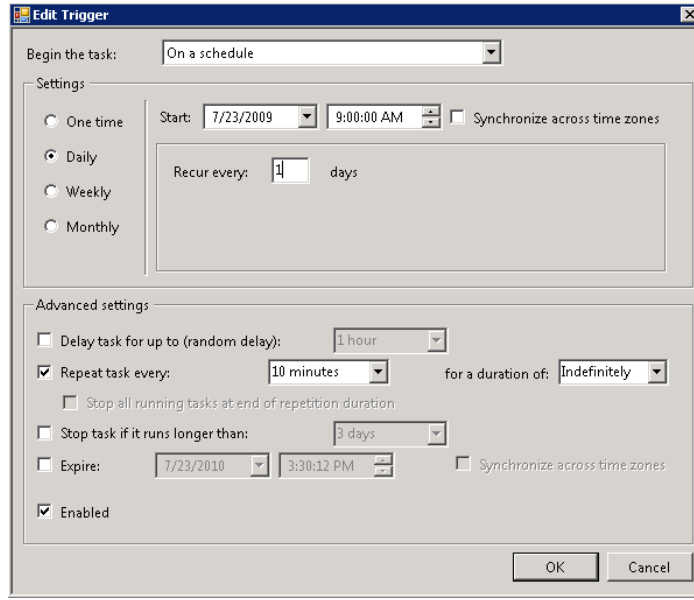 Edit Trigger
Begin the task: On a schedule
Settings
One time
Start: 7/23/2009 9:00:00 AM Synchronize across time zones
Daily
Recur every: 1 days
Weekly
Monthly
Advanced settings
Delay task for up to (random delay): 1 hour
Repeat task every: 10 minutes for a duration of: Indefinitely
Stop all running tasks at end of repetition duration
Stop task if it runs longer than: 3 days
Expire: 7/23/2010 3:30:12 PM Synchronize across time zones
Enabled
OK Cancel